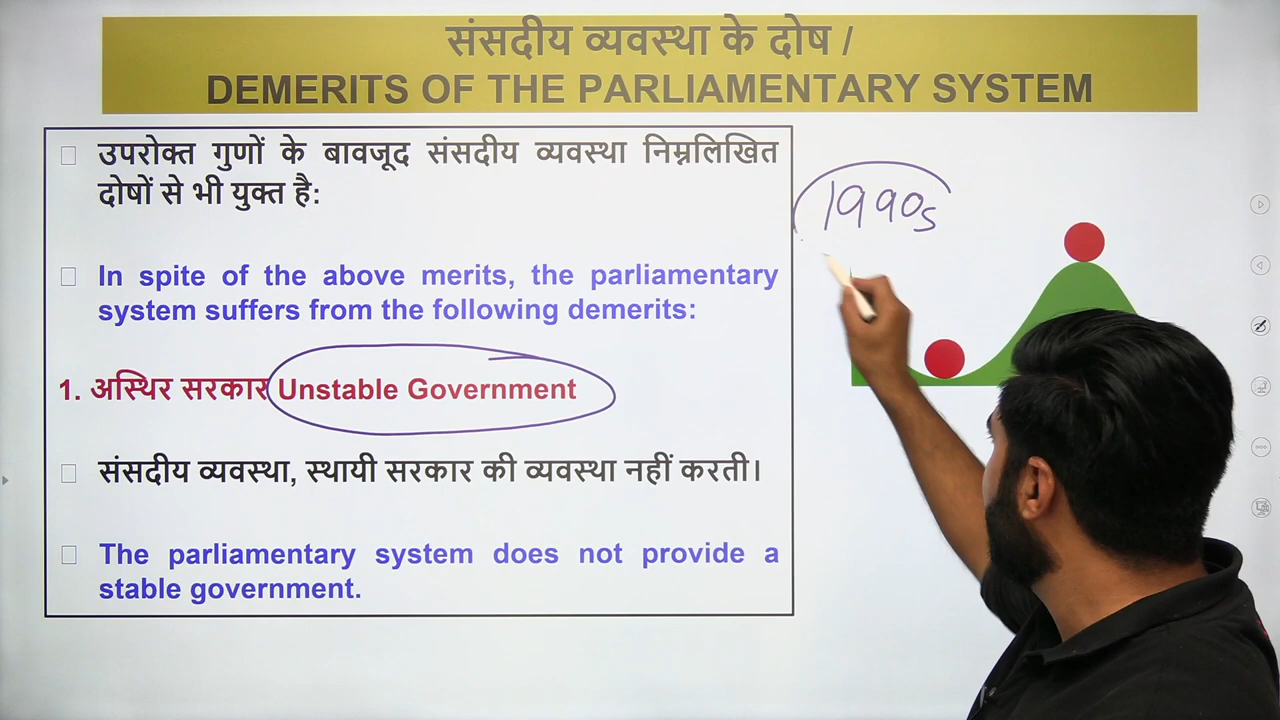 संसदीय व्यवस्था के दोष /
DEMERITS OF THE PARLIAMENTARY SYSTEM
उपरोक्त गुणों के बावजूद संसदीय व्यवस्था निम्नलिखित
दोषों से भी युक्त है:
In spite of the above merits, the parliamentary
system suffers from the following demerits:
1. अस्थिर सरकार Unstable Government
संसदीय व्यवस्था, स्थायी सरकार की व्यवस्था नहीं करती।
The parliamentary system does not provide a
stable government.
1990s